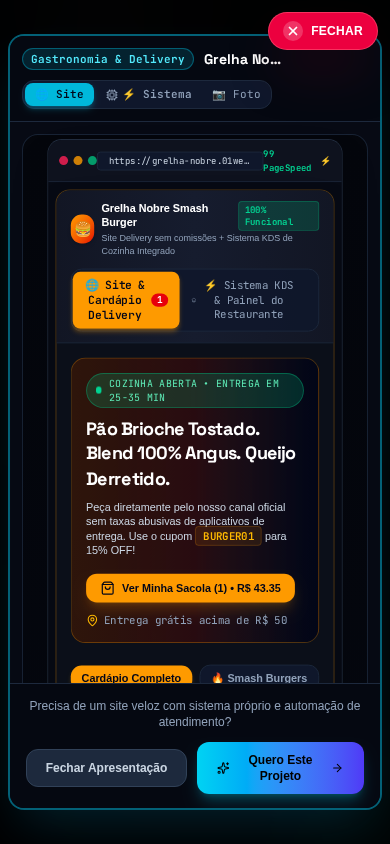 FECHAR
Gastronomia & Delivery
Grelha No…
🌐 Site
⚡ Sistema
📷 Foto
https://grelha-nobre.01we…
99
PageSpeed ⚡
🍔
Grelha Nobre Smash
Burger
100%
Funcional
Site Delivery sem comissões + Sistema KDS de
Cozinha Integrado
🌐 Site &
Cardápio
Delivery
1
⚡ Sistema KDS
& Painel do
Restaurante
COZINHA ABERTA • ENTREGA EM
25-35 MIN
Pão Brioche Tostado.
Blend 100% Angus. Queijo
Derretido.
Peça diretamente pelo nosso canal oficial
sem taxas abusivas de aplicativos de
entrega. Use o cupom BURGER01 para
15% OFF!
Ver Minha Sacola (1) • R$ 43.35
Entrega grátis acima de R$ 50
Cardápio Completo
🔥 Smash Burgers
Precisa de um site veloz com sistema próprio e automação de
atendimento?
Fechar Apresentação
Quero Este
Projeto